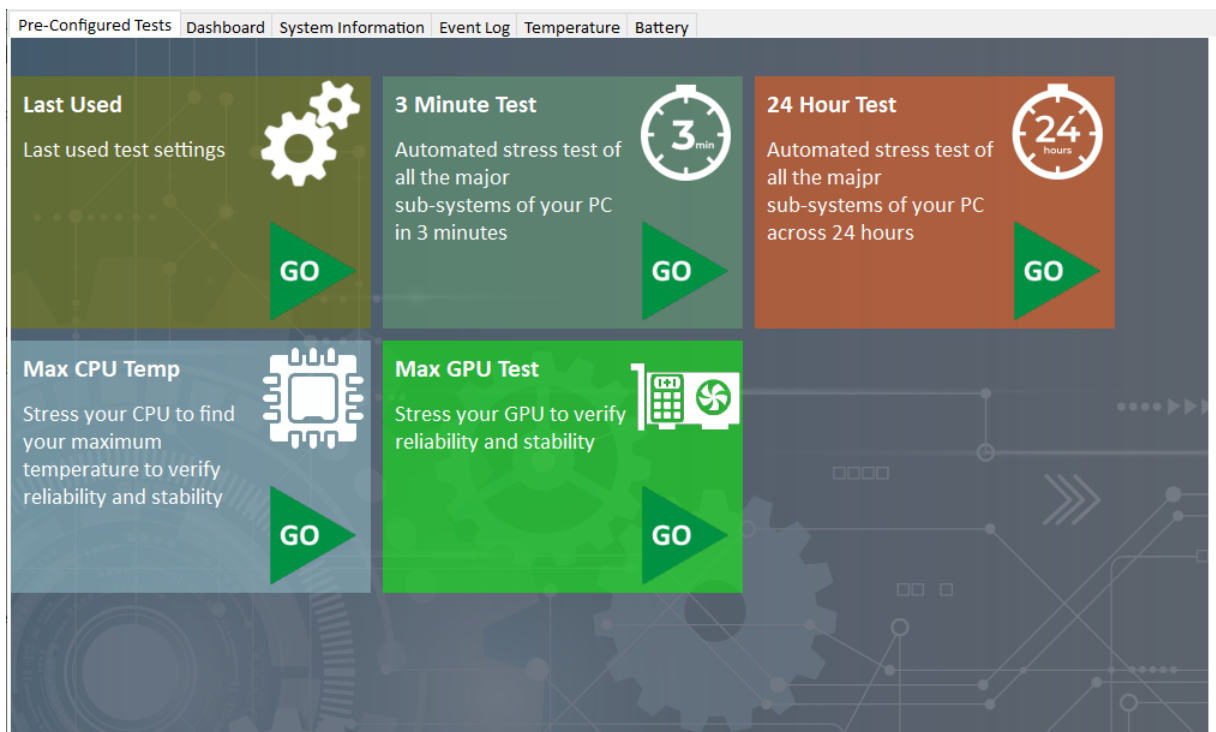 Pre-Configured Tests Dashboard System Information Event Log Temperature Battery
Last Used
Last used test settings
GO
3 Minute Test
Automated stress test of
all the major
sub-systems of your PC
in 3 minutes
3 min
GO
24 Hour Test
Automated stress test of
all the majpr
sub-systems of your PC
across 24 hours
24
hours
GO
Max CPU Temp
Stress your CPU to find
your maximum
temperature to verify
reliability and stability
GO
Max GPU Test
Stress your GPU to verify
reliability and stability
GO